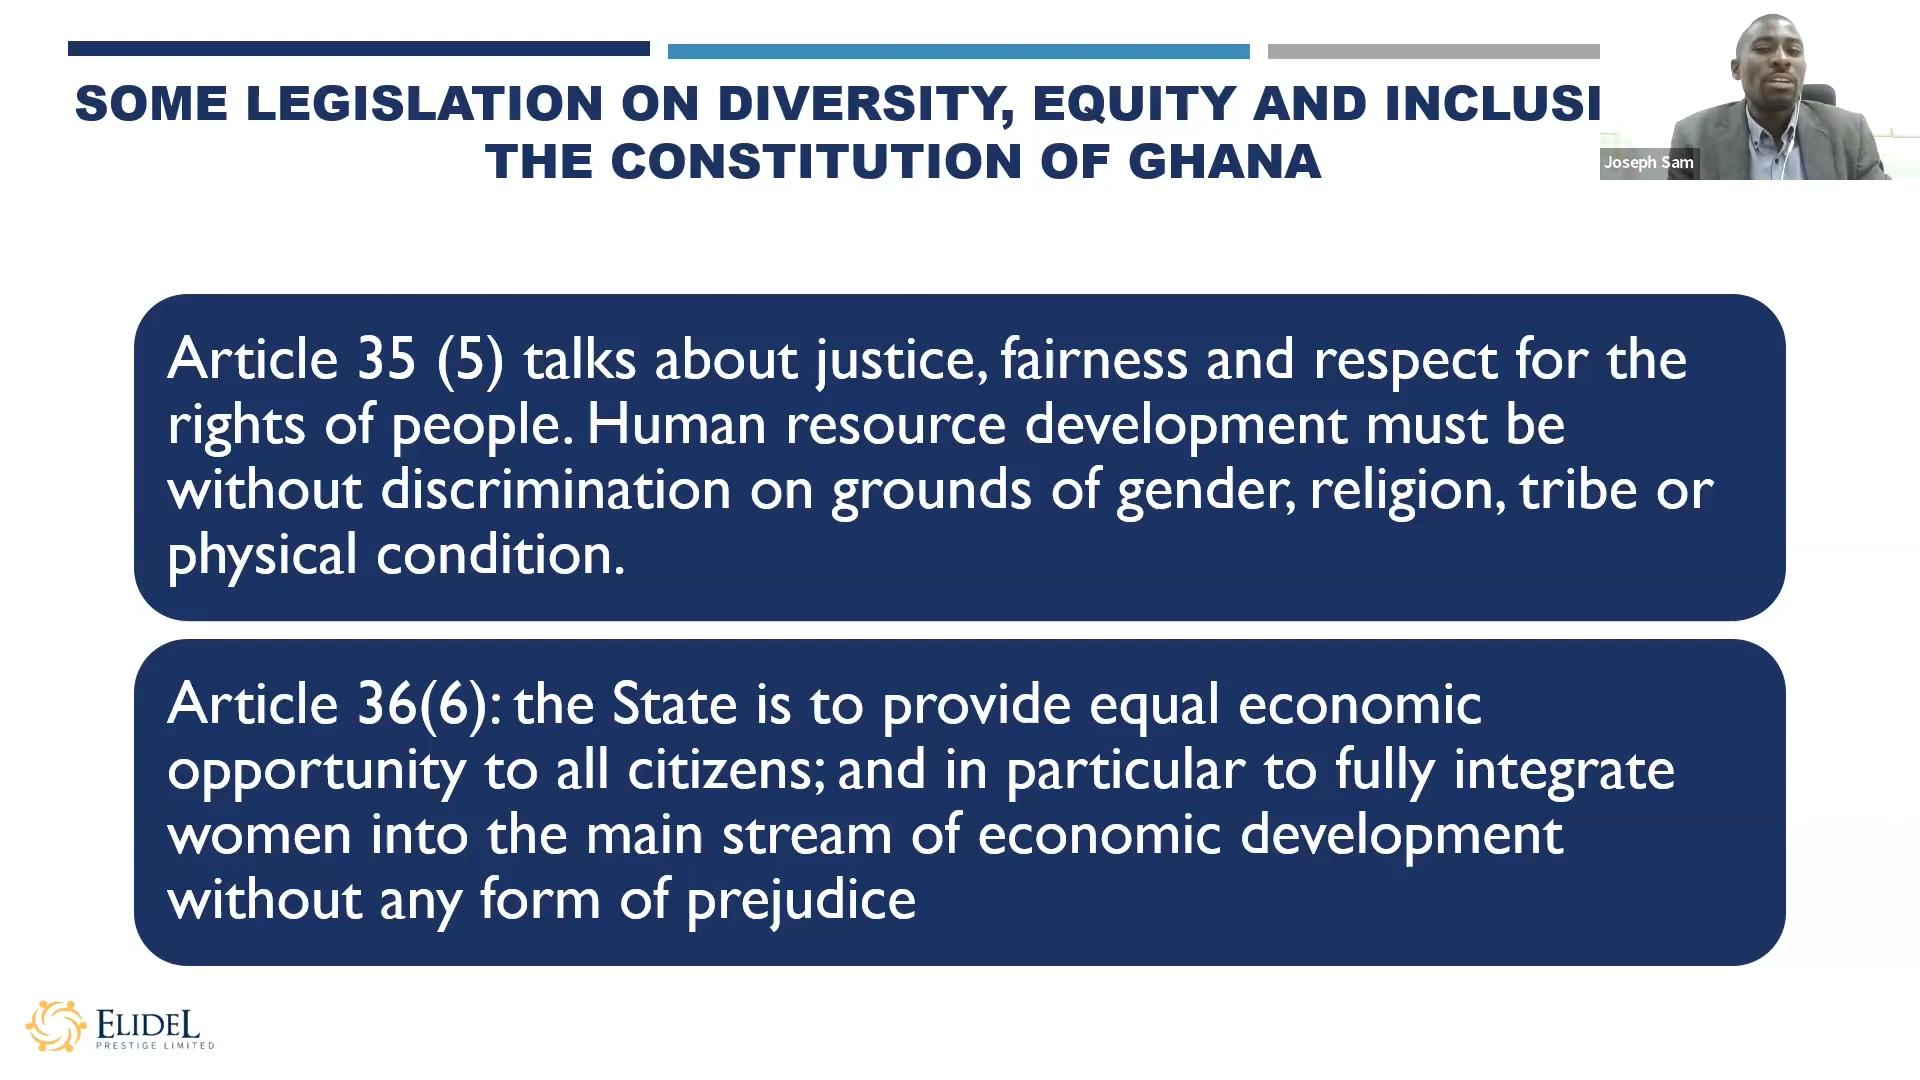 SOME LEGISLATION ON DIVERSITY, EQUITY AND INCLUSI
THE CONSTITUTION OF GHANA
Joseph Sam
Article 35 (5) talks about justice, fairness and respect for the
rights of people. Human resource development must be
without discrimination on grounds of gender, religion, tribe or
physical condition.
Article 36(6): the State is to provide equal economic
opportunity to all citizens; and in particular to fully integrate
women into the main stream of economic development
without any form of prejudice
ELIDEL
PRESTIGE LIMITED